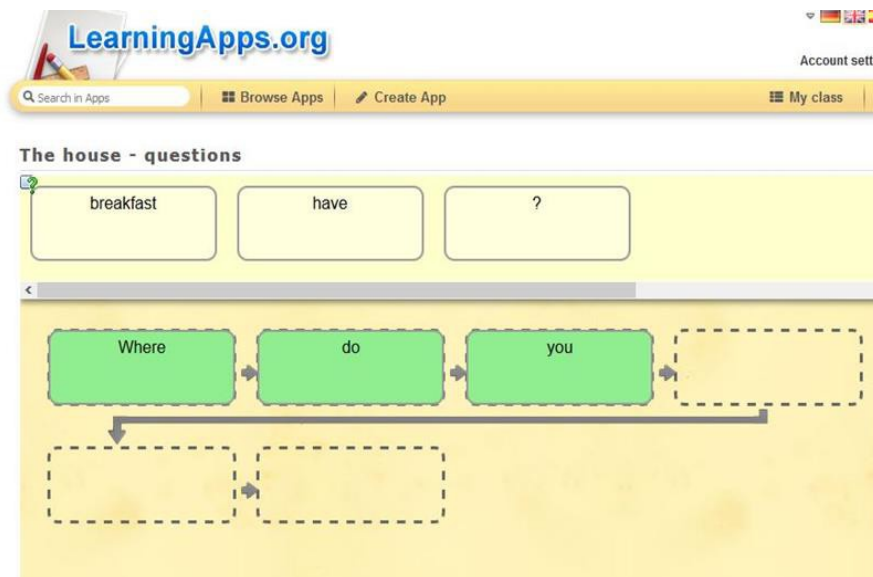 LearningApps.org
Account sett
Search in Apps
Browse Apps
Create App
My class
The house - questions
breakfast
have
?
Where
do
you